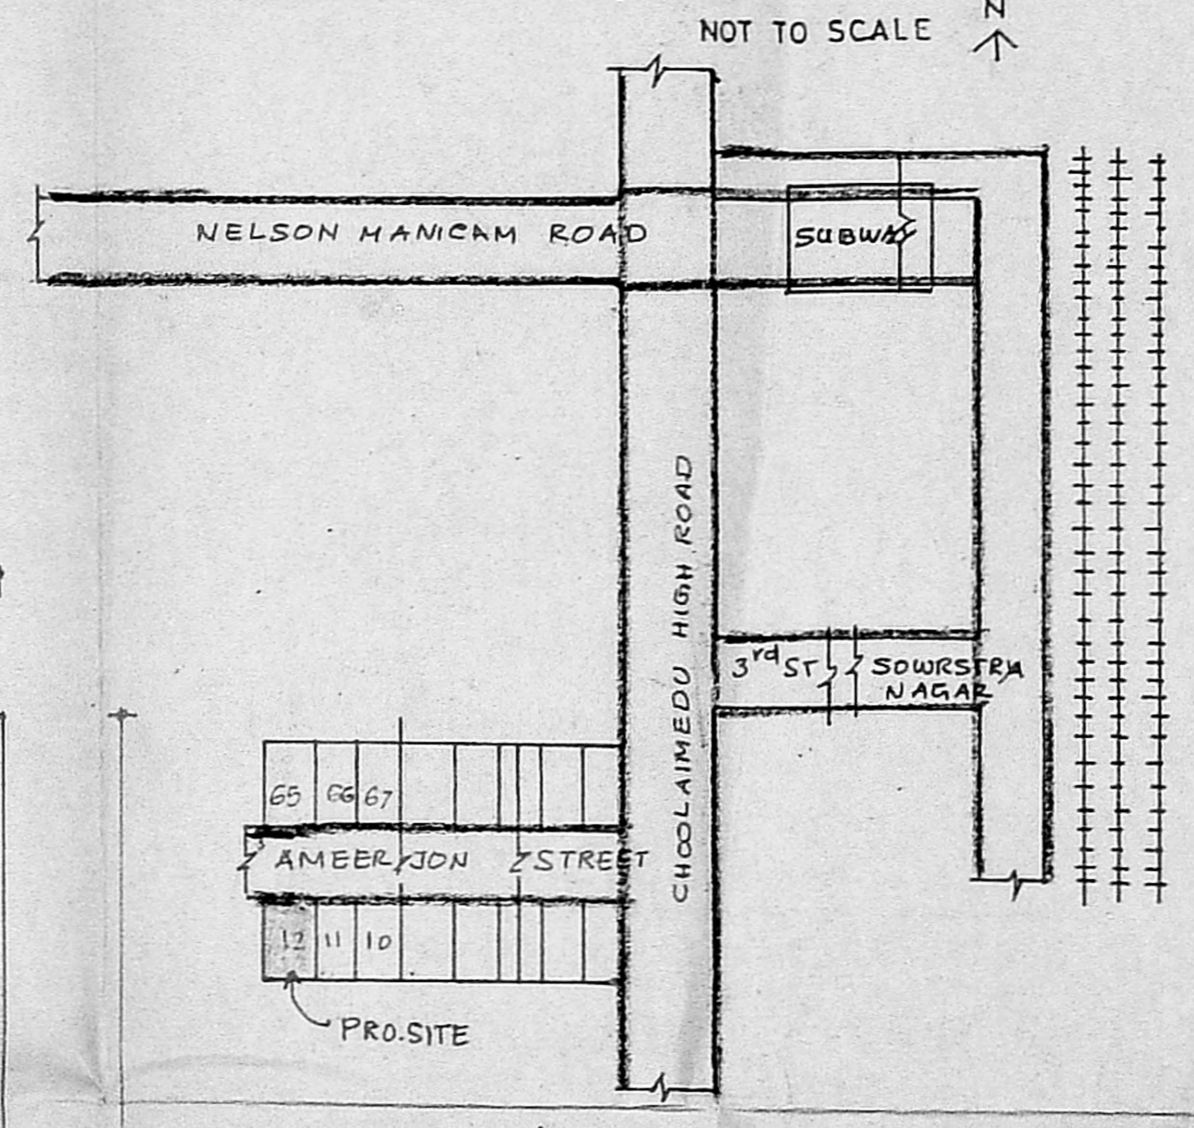 N
NOT TO SCALE
NELSON MANICAM ROAD
SUBWAY
CHOOLAIMEDU HIGH ROAD
3rd ST
SOWRSTRA
NAGAR
65 66 67
AMEER JON STREET
12 11 10
PRO.SITE